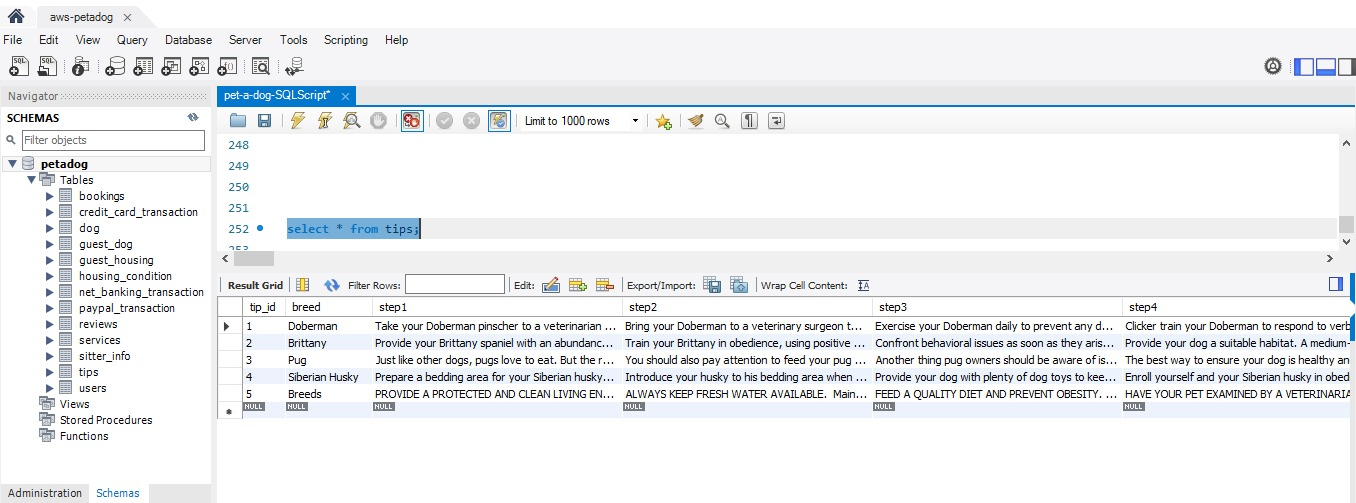 aws-petadog
File Edit View Query Database Server Tools Scripting Help
Navigator
SCHEMAS
Filter objects
petadog
Tables
bookings
credit_card_transaction
dog
guest_dog
guest_housing
housing_condition
net_banking_transaction
paypal_transaction
reviews
services
sitter_info
tips
users
Views
Stored Procedures
Functions
Administration Schemas
pet-a-dog-SQLScript*
Limit to 1000 rows
248
249
250
251
252 select * from tips;
253
Result Grid Filter Rows: Edit: Export/Import: Wrap Cell Content:
tip_id breed step1 step2 step3 step4
1 Doberman Take your Doberman pinscher to a veterinarian ... Bring your Doberman to a veterinary surgeon t... Exercise your Doberman daily to prevent any d... Clicker train your Doberman to respond to verb
2 Brittany Provide your Brittany spaniel with an abundanc... Train your Brittany in obedience, using positive ... Confront behavioral issues as soon as they aris... Provide your dog a suitable habitat. A medium-
3 Pug Just like other dogs, pugs love to eat. But the r... You should also pay attention to feed your pug ... Another thing pug owners should be aware of is... The best way to ensure your dog is healthy an
4 Siberian Husky Prepare a bedding area for your Siberian husky... Introduce your husky to his bedding area when ... Provide your dog with plenty of dog toys to kee... Enroll yourself and your Siberian husky in obed
5 Breeds PROVIDE A PROTECTED AND CLEAN LIVING EN... ALWAYS KEEP FRESH WATER AVAILABLE. Main... FEED A QUALITY DIET AND PREVENT OBESITY. ... HAVE YOUR PET EXAMINED BY A VETERINARIA
NULL NULL NULL NULL NULL NULL